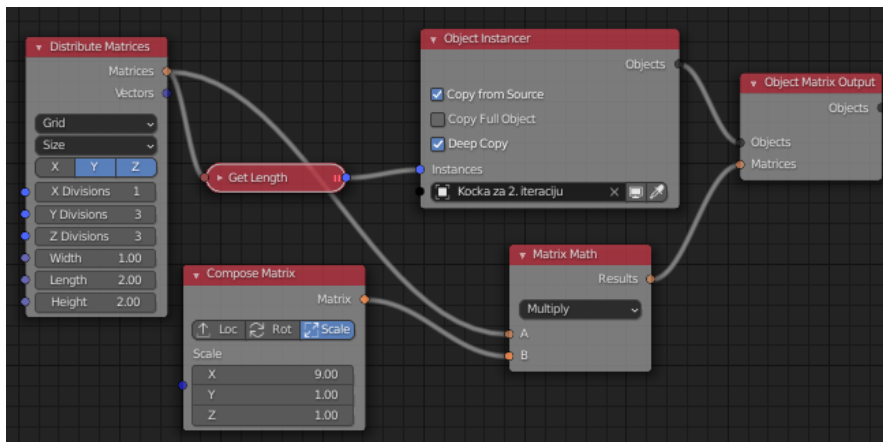 Distribute Matrices
Matrices
Vectors
Grid
Size
X Y Z
X Divisions 1
Y Divisions 3
Z Divisions 3
Width 1.00
Length 2.00
Height 2.00
Get Length
Compose Matrix
Matrix
Loc Rot Scale
Scale
X 9.00
Y 1.00
Z 1.00
Object Instancer
Objects
Copy from Source
Copy Full Object
Deep Copy
Instances
Kocka za 2. iteraciju
Matrix Math
Results
Multiply
A
B
Object Matrix Output
Objects
Objects
Matrices